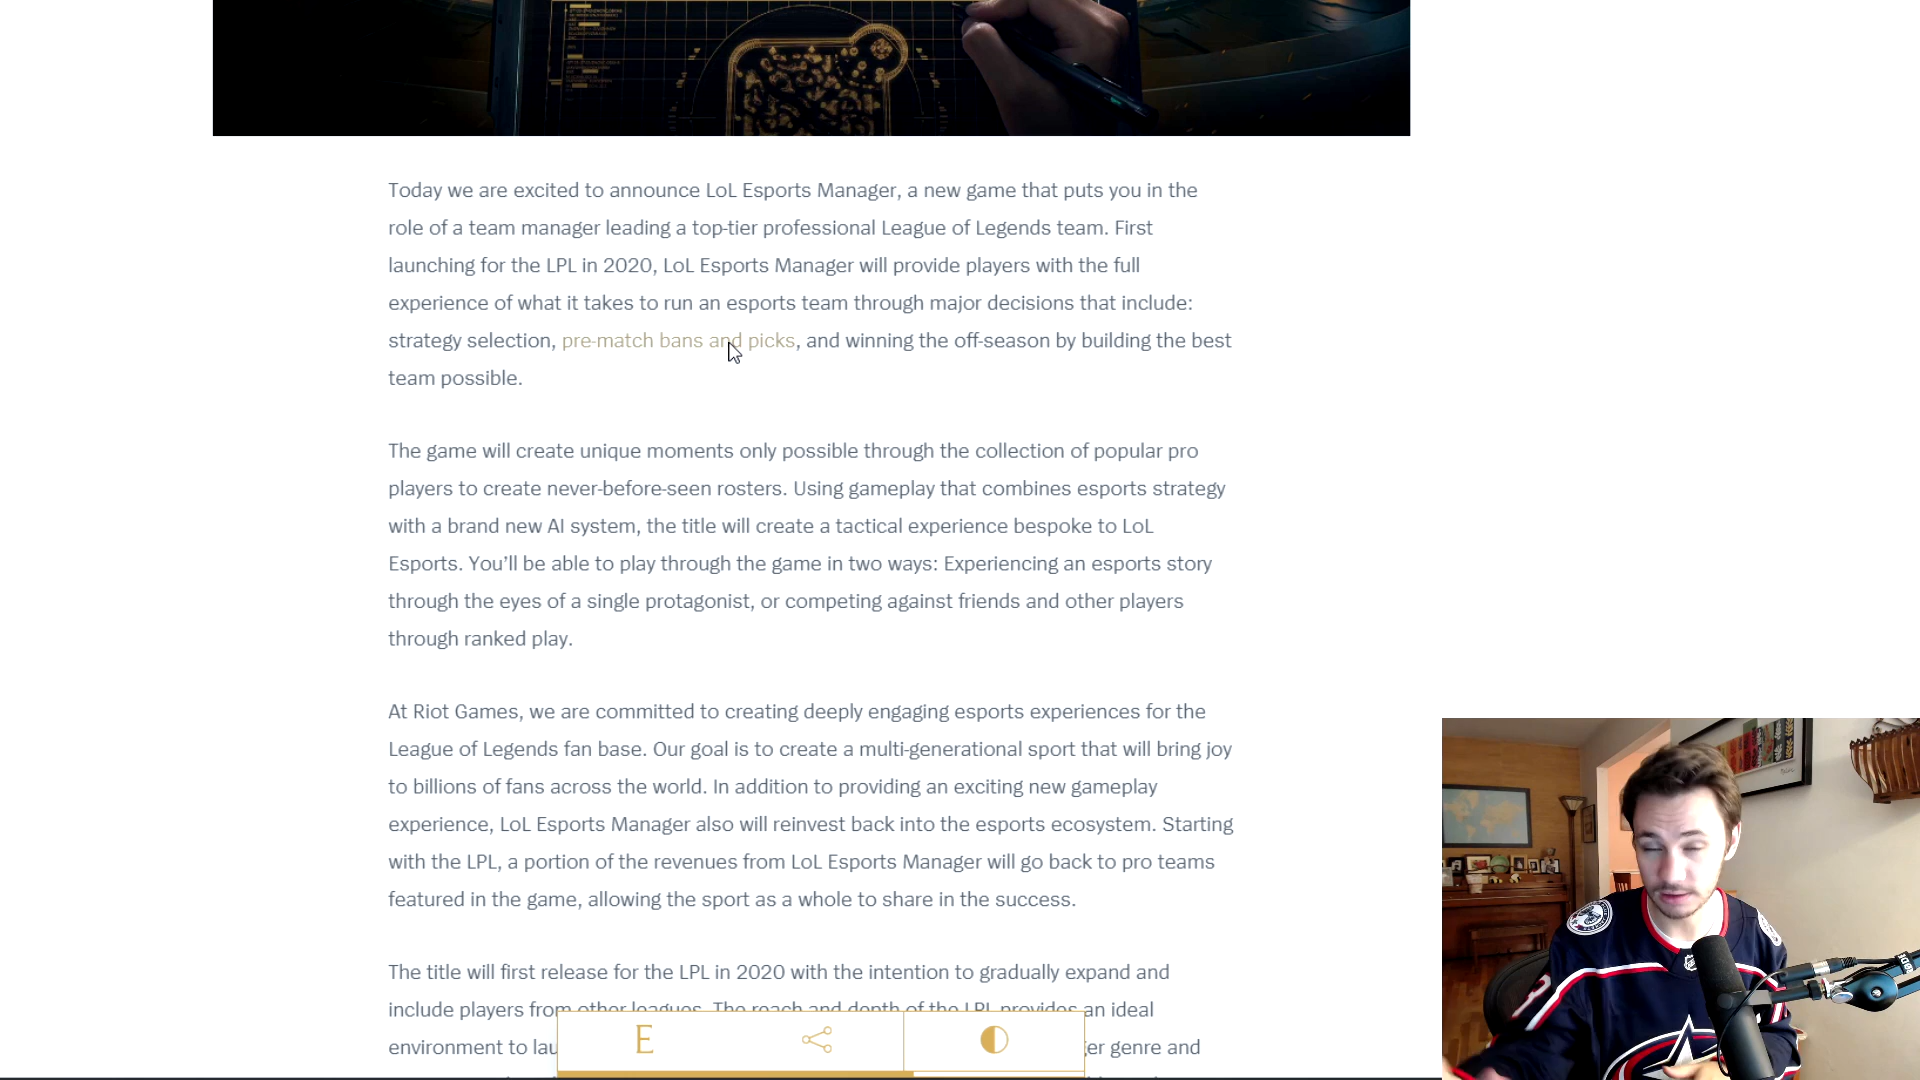 Today we are excited to announce LoL Esports Manager, a new game that puts you in the
role of a team manager leading a top-tier professional League of Legends team. First
launching for the LPL in 2020, LoL Esports Manager will provide players with the full
experience of what it takes to run an esports team through major decisions that include:
strategy selection, pre-match bans and picks, and winning the off-season by building the best
team possible.
The game will create unique moments only possible through the collection of popular pro
players to create never-before-seen rosters. Using gameplay that combines esports strategy
with a brand new AI system, the title will create a tactical experience bespoke to LoL
Esports. You’ll be able to play through the game in two ways: Experiencing an esports story
through the eyes of a single protagonist, or competing against friends and other players
through ranked play.
At Riot Games, we are committed to creating deeply engaging esports experiences for the
League of Legends fan base. Our goal is to create a multi-generational sport that will bring joy
to billions of fans across the world. In addition to providing an exciting new gameplay
experience, LoL Esports Manager also will reinvest back into the esports ecosystem. Starting
with the LPL, a portion of the revenues from LoL Esports Manager will go back to pro teams
featured in the game, allowing the sport as a whole to share in the success.
The title will first release for the LPL in 2020 with the intention to gradually expand and
include players from other leagues. The reach and depth of the LPL provides an ideal
environment to genre and
E